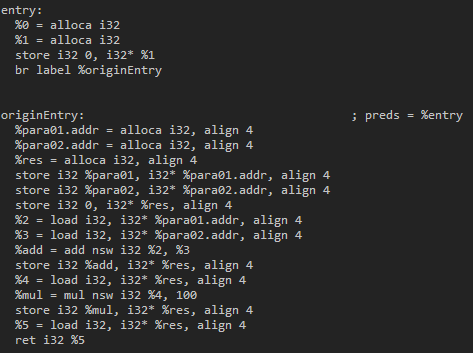 entry:
  %0 = alloca i32
  %1 = alloca i32
  store i32 0, i32* %1
  br label %originEntry

originEntry:                                      ; preds = %entry
  %para01.addr = alloca i32, align 4
  %para02.addr = alloca i32, align 4
  %res = alloca i32, align 4
  store i32 %para01, i32* %para01.addr, align 4
  store i32 %para02, i32* %para02.addr, align 4
  store i32 0, i32* %res, align 4
  %2 = load i32, i32* %para01.addr, align 4
  %3 = load i32, i32* %para02.addr, align 4
  %add = add nsw i32 %2, %3
  store i32 %add, i32* %res, align 4
  %4 = load i32, i32* %res, align 4
  %mul = mul nsw i32 %4, 100
  store i32 %mul, i32* %res, align 4
  %5 = load i32, i32* %res, align 4
  ret i32 %5